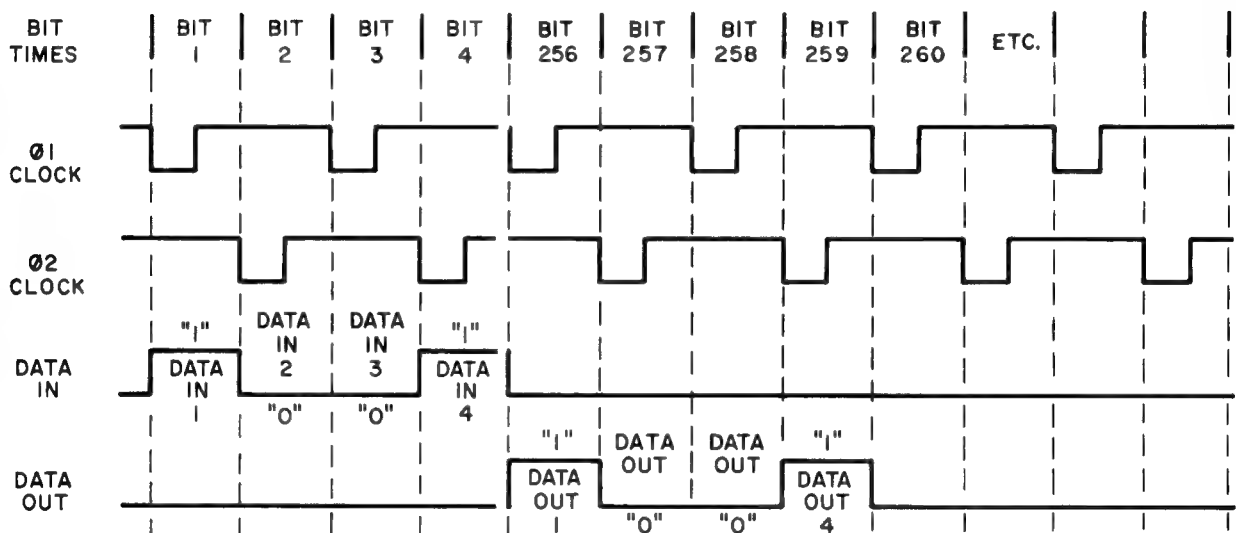 BIT TIMES
BIT 1
BIT 2
BIT 3
BIT 4
BIT 256
BIT 257
BIT 258
BIT 259
BIT 260
ETC.
Ø1 CLOCK
Ø2 CLOCK
DATA IN
"1" DATA IN 1
DATA IN 2 "0"
DATA IN 3 "0"
"1" DATA IN 4
DATA OUT
"1" DATA OUT 1
DATA OUT "0"
DATA OUT "0"
"1" DATA OUT 4